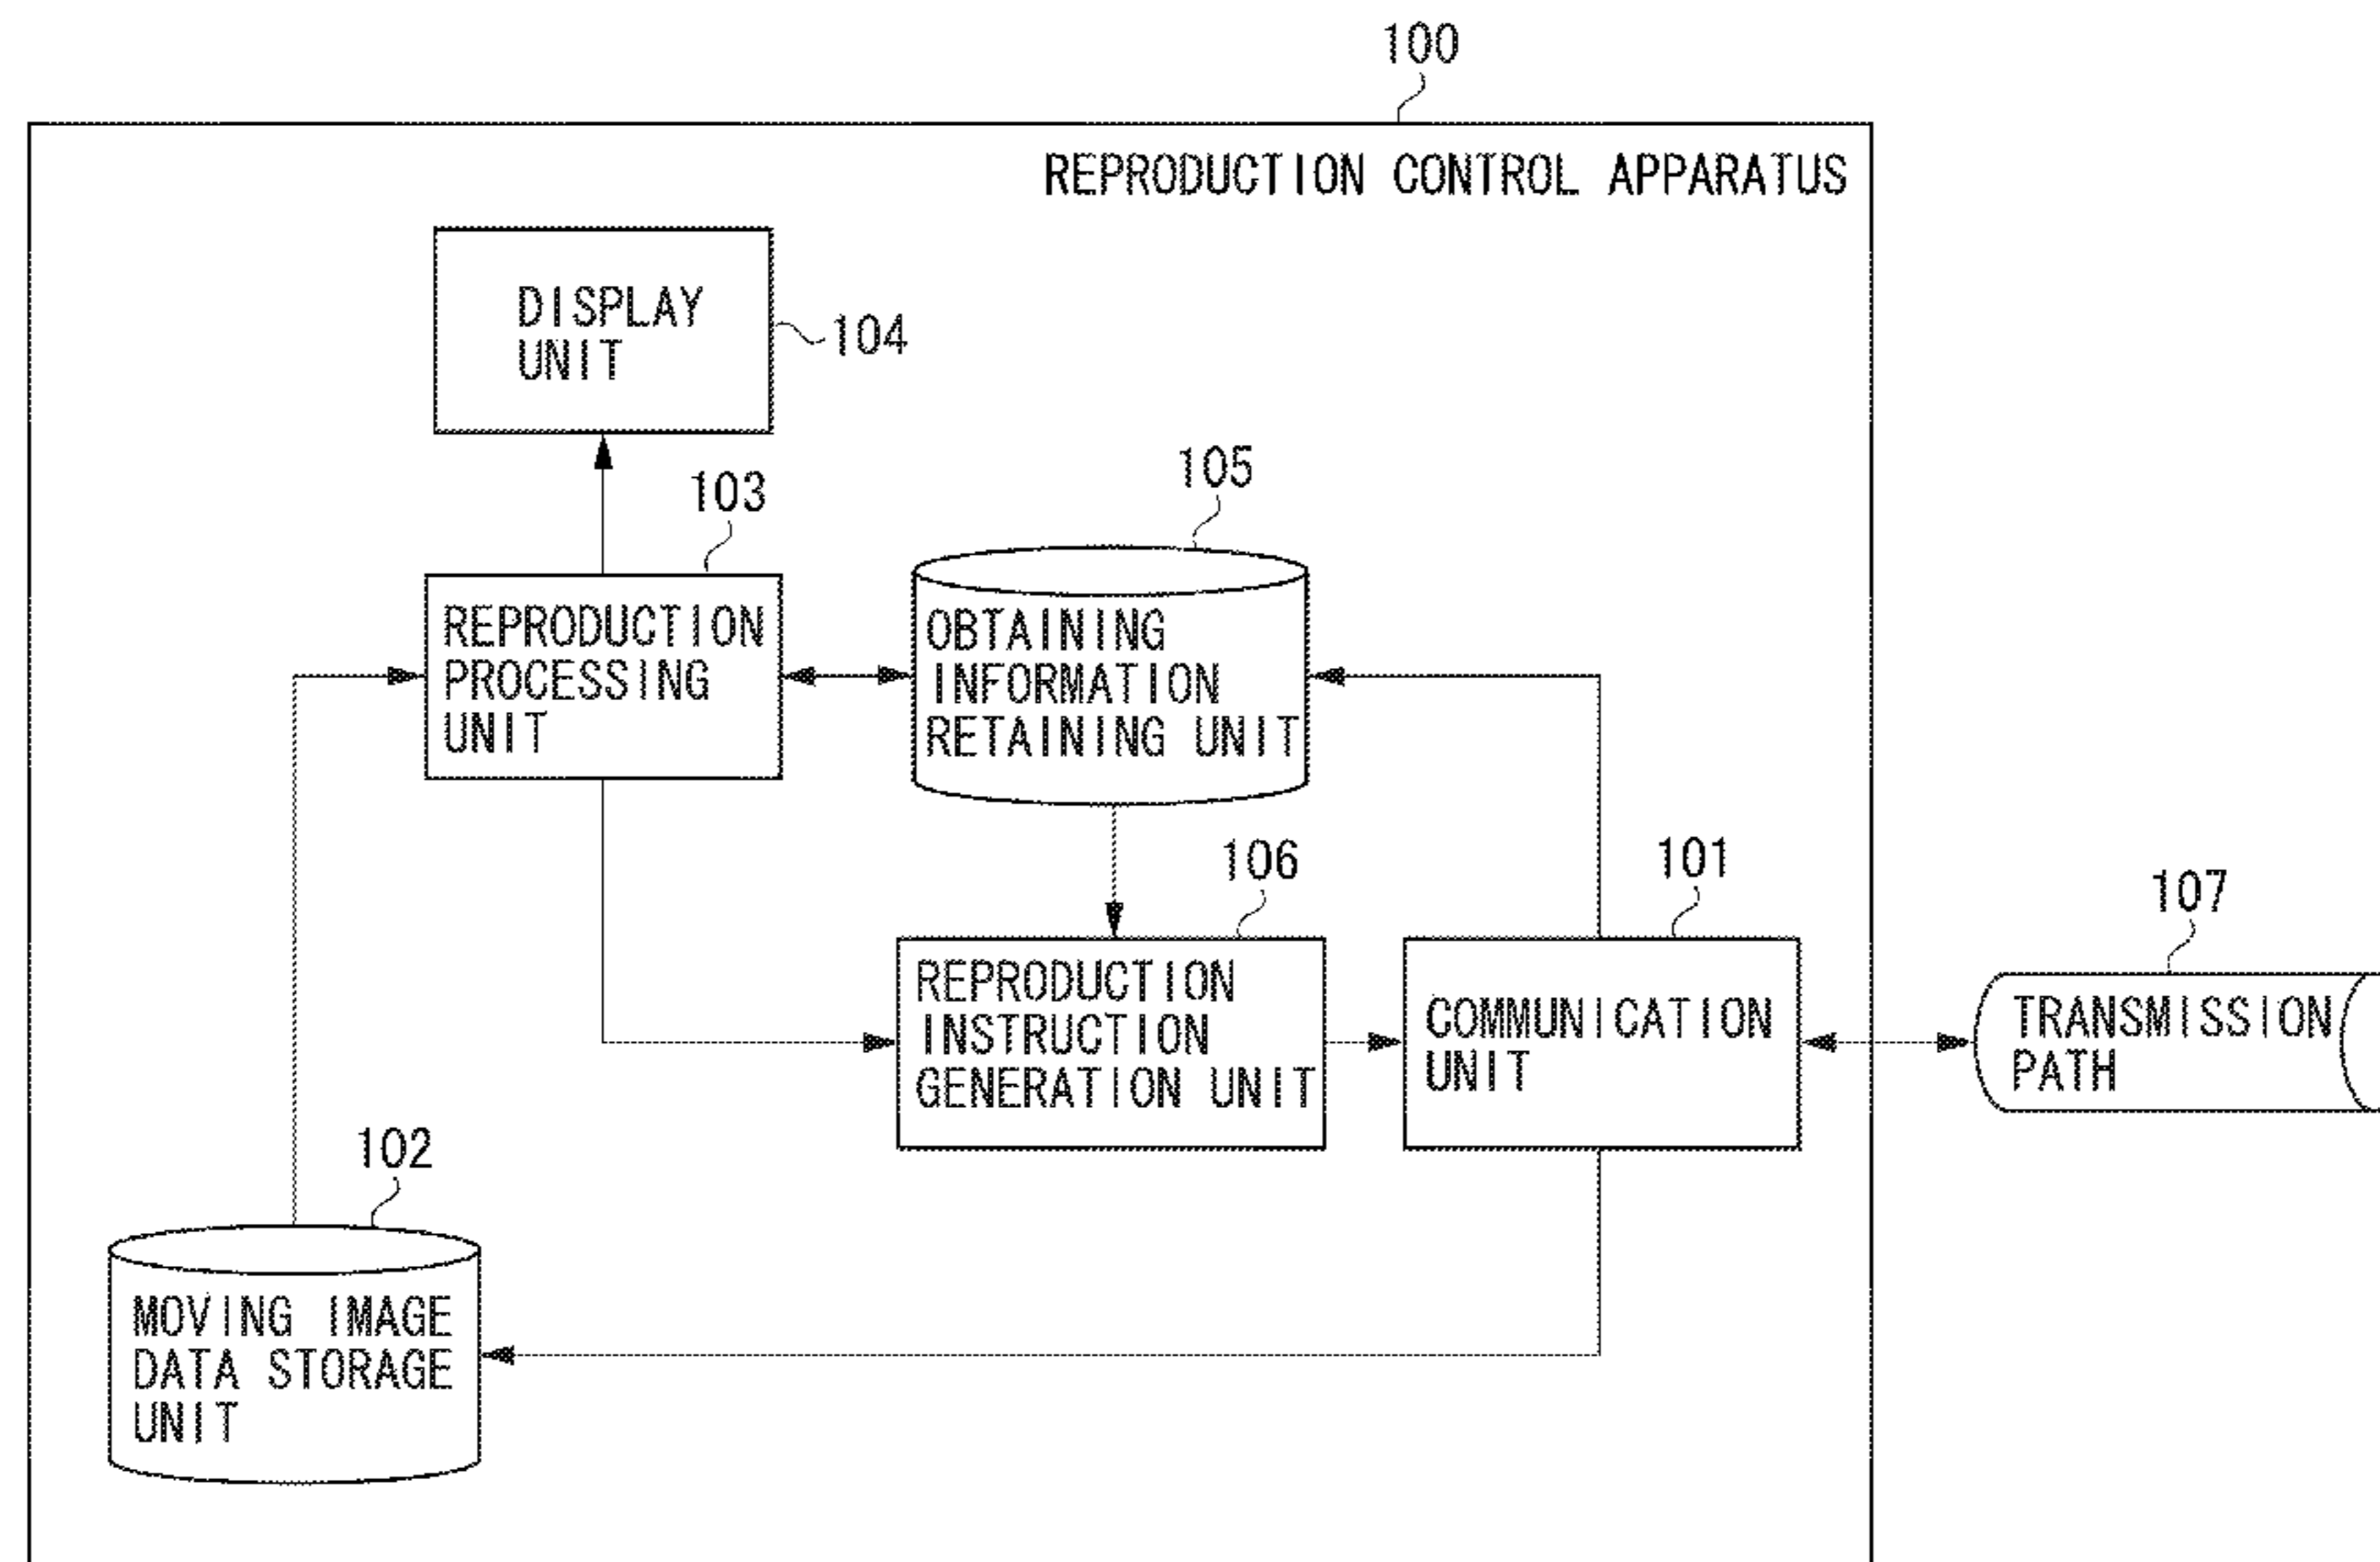 100
REPRODUCTION CONTROL APPARATUS
DISPLAY
UNIT
104
103
REPRODUCTION
PROCESSING
UNIT
105
OBTAINING
INFORMATION
RETAINING UNIT
106
REPRODUCTION
INSTRUCTION
GENERATION UNIT
101
COMMUNICATION
UNIT
107
TRANSMISSION
PATH
102
MOVING IMAGE
DATA STORAGE
UNIT